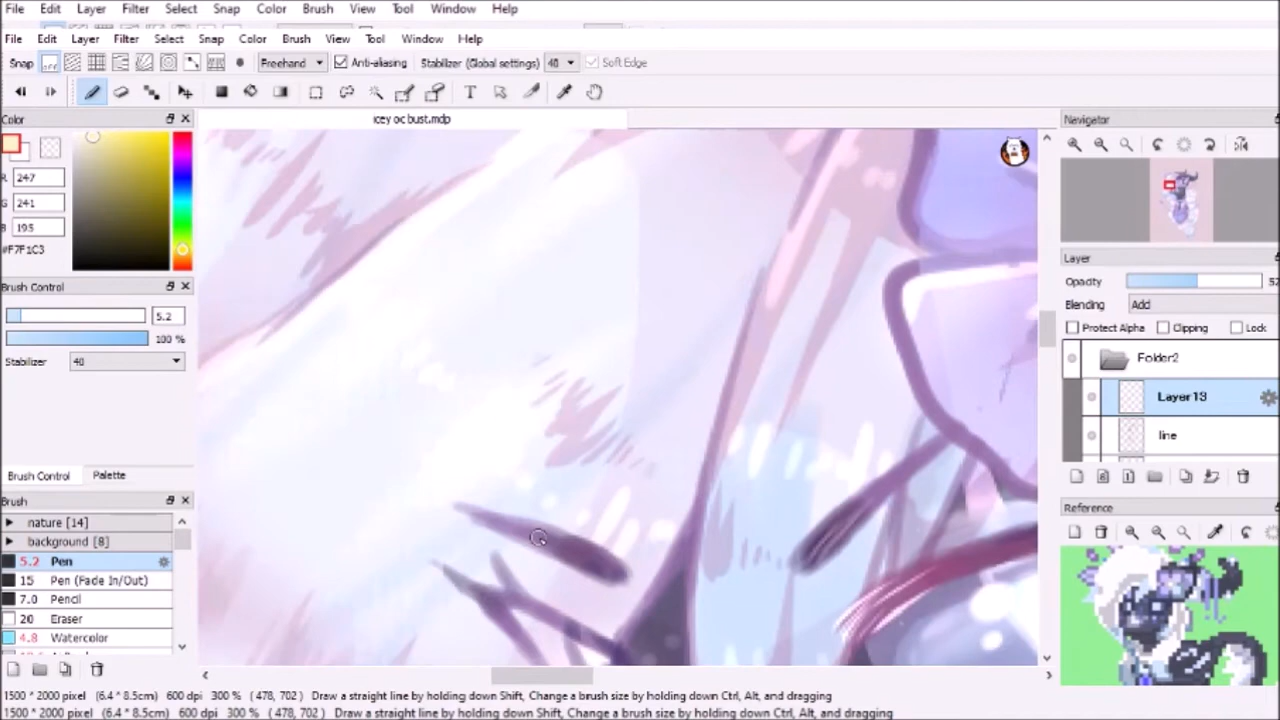 File Edit Layer Filter Select Snap Color Brush View Tool Window Help
File Edit Layer Filter Select Snap Color Brush View Tool Window Help
Snap off Freehand Anti-aliasing Stabilizer (Global settings) 40 Soft Edge
T
Color
icey oc bust.mdp
Navigator
R 247
G 241
B 195
#F7F1C3
Brush Control
5.2
100 %
Stabilizer 40
Layer
Opacity 52
Blending Add
Protect Alpha Clipping Lock
Folder2
Layer13
line
Brush Control Palette
Brush
nature [14]
background [8]
5.2 Pen
15 Pen (Fade In/Out)
7.0 Pencil
20 Eraser
4.8 Watercolor
8 1
Reference
1500 * 2000 pixel (6.4 * 8.5cm) 600 dpi 300 % ( 478, 702 ) Draw a straight line by holding down Shift, Change a brush size by holding down Ctrl, Alt, and dragging
1500 * 2000 pixel (6.4 * 8.5cm) 600 dpi 300 % ( 478, 702 ) Draw a straight line by holding down Shift, Change a brush size by holding down Ctrl, Alt, and dragging